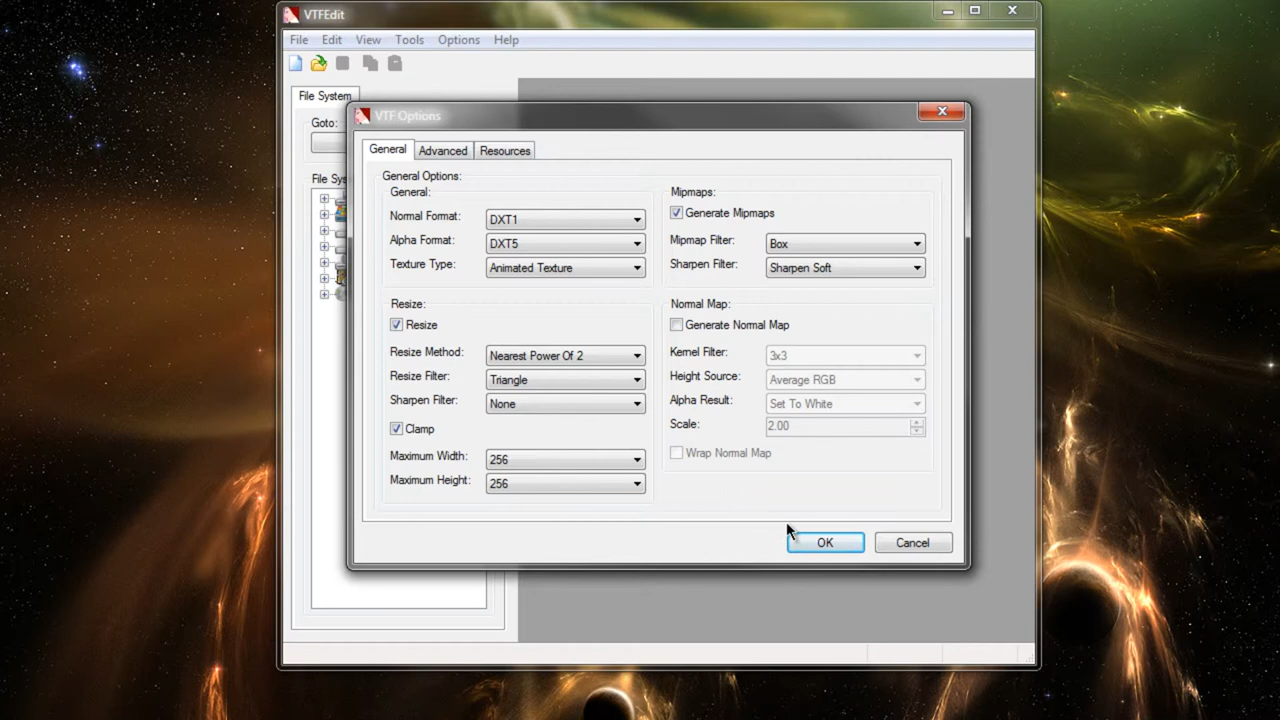 VTFEdit
File Edit View Tools Options Help
File System
Goto:
File Sys
VTF Options
General Advanced Resources
General Options:
General:
Normal Format: DXT1
Alpha Format: DXT5
Texture Type: Animated Texture
Resize:
Resize
Resize Method: Nearest Power Of 2
Resize Filter: Triangle
Sharpen Filter: None
Clamp
Maximum Width: 256
Maximum Height: 256
Mipmaps:
Generate Mipmaps
Mipmap Filter: Box
Sharpen Filter: Sharpen Soft
Normal Map:
Generate Normal Map
Kernel Filter: 3x3
Height Source: Average RGB
Alpha Result: Set To White
Scale: 2.00
Wrap Normal Map
OK Cancel